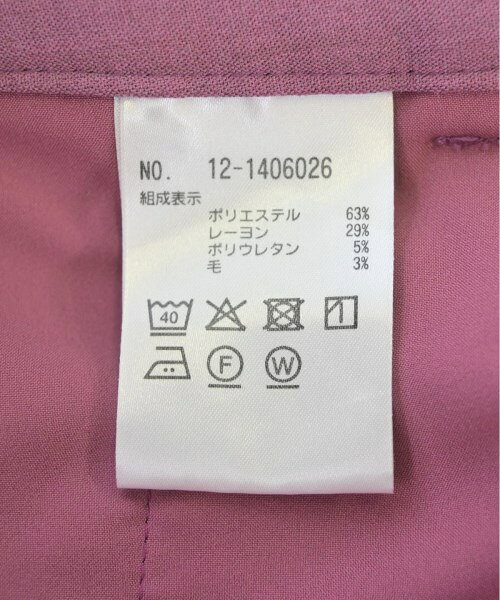 NO. 12-1406026
組成表示
ポリエステル 63%
レーヨン 29%
ポリウレタン 5%
毛 3%
40
F W